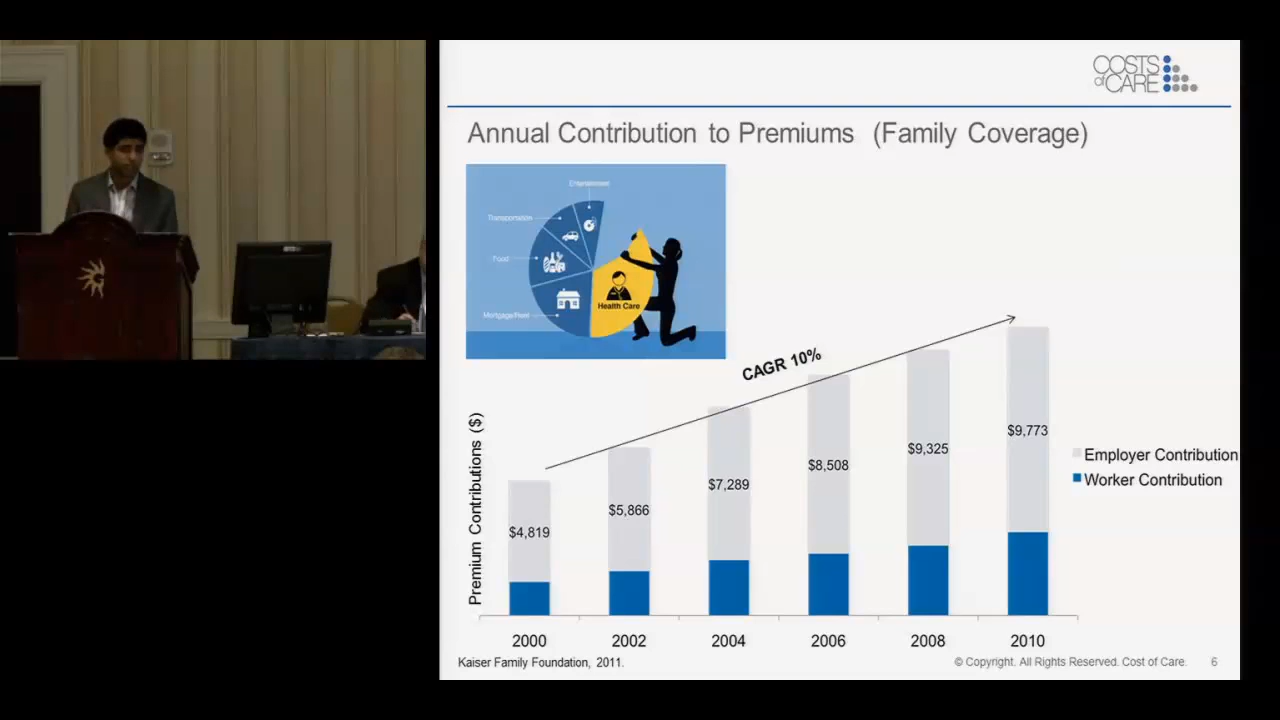 COSTS
of CARE
Annual Contribution to Premiums (Family Coverage)
Entertainment
Transportation
Food
Health Care
Mortgage/Rent
CAGR 10%
Premium Contributions ($)
$4,819
$5,866
$7,289
$8,508
$9,325
$9,773
Employer Contribution
Worker Contribution
2000 2002 2004 2006 2008 2010
Kaiser Family Foundation, 2011.
© Copyright. All Rights Reserved. Cost of Care. 6